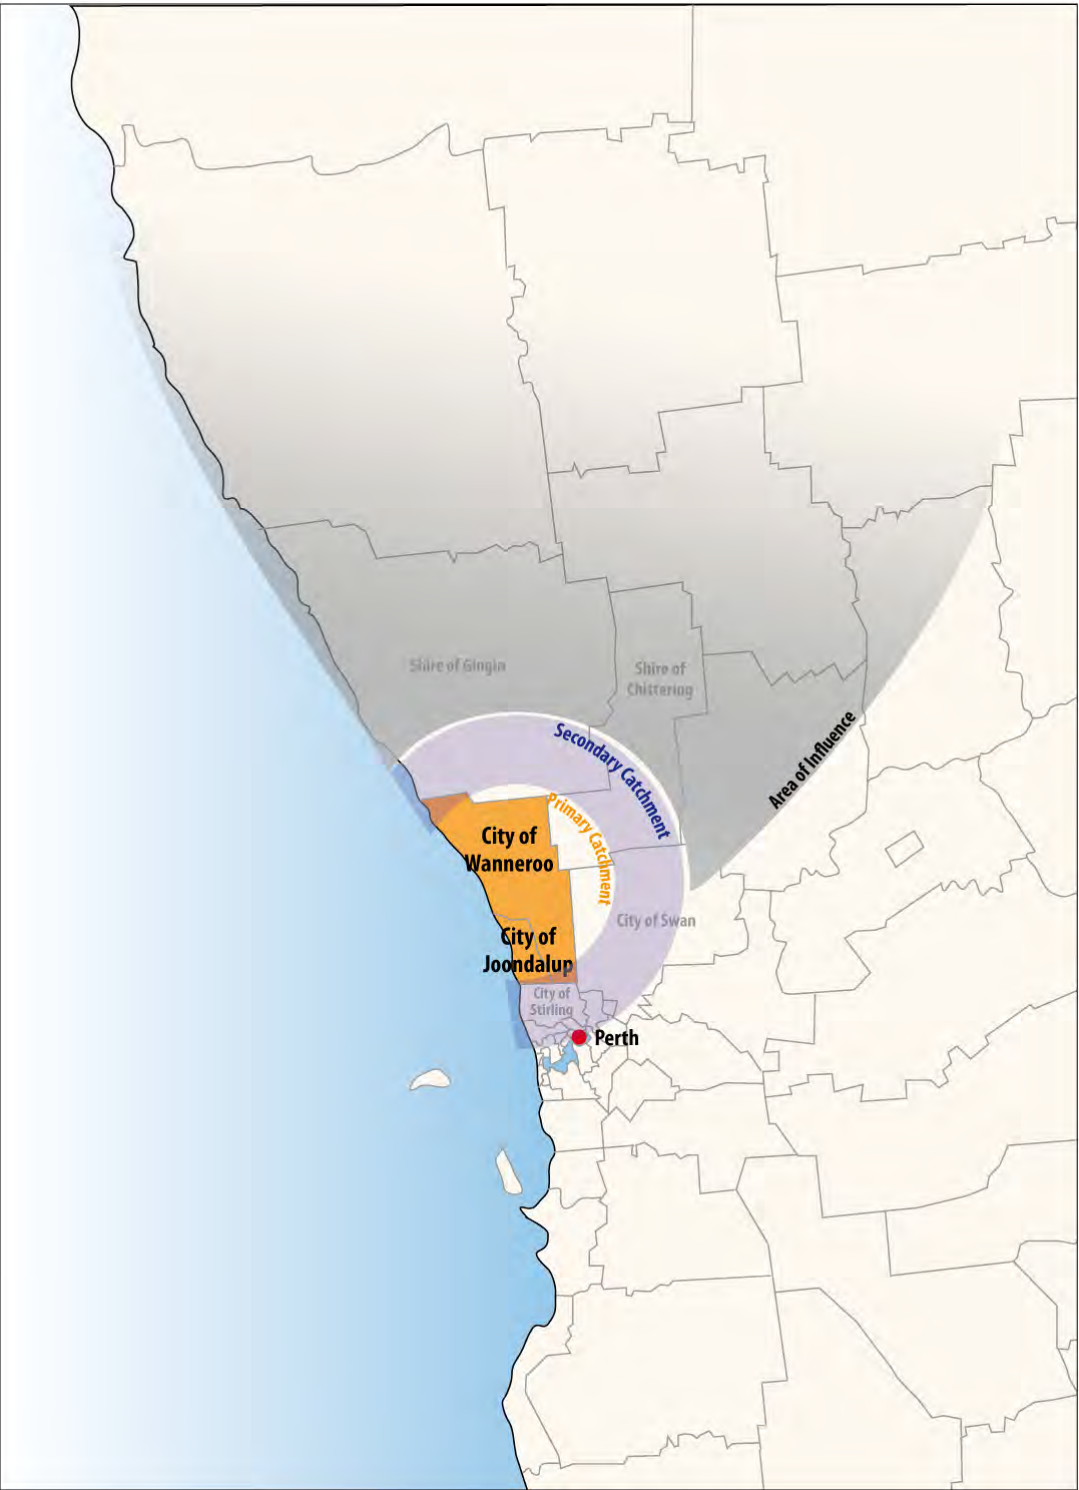 Shire of Gingin
Shire of
Chittering
Secondary Catchment
Area of Influence
Primary Catchment
City of
Wanneroo
City of Swan
City of
Joondalup
City of
Stirling
Perth